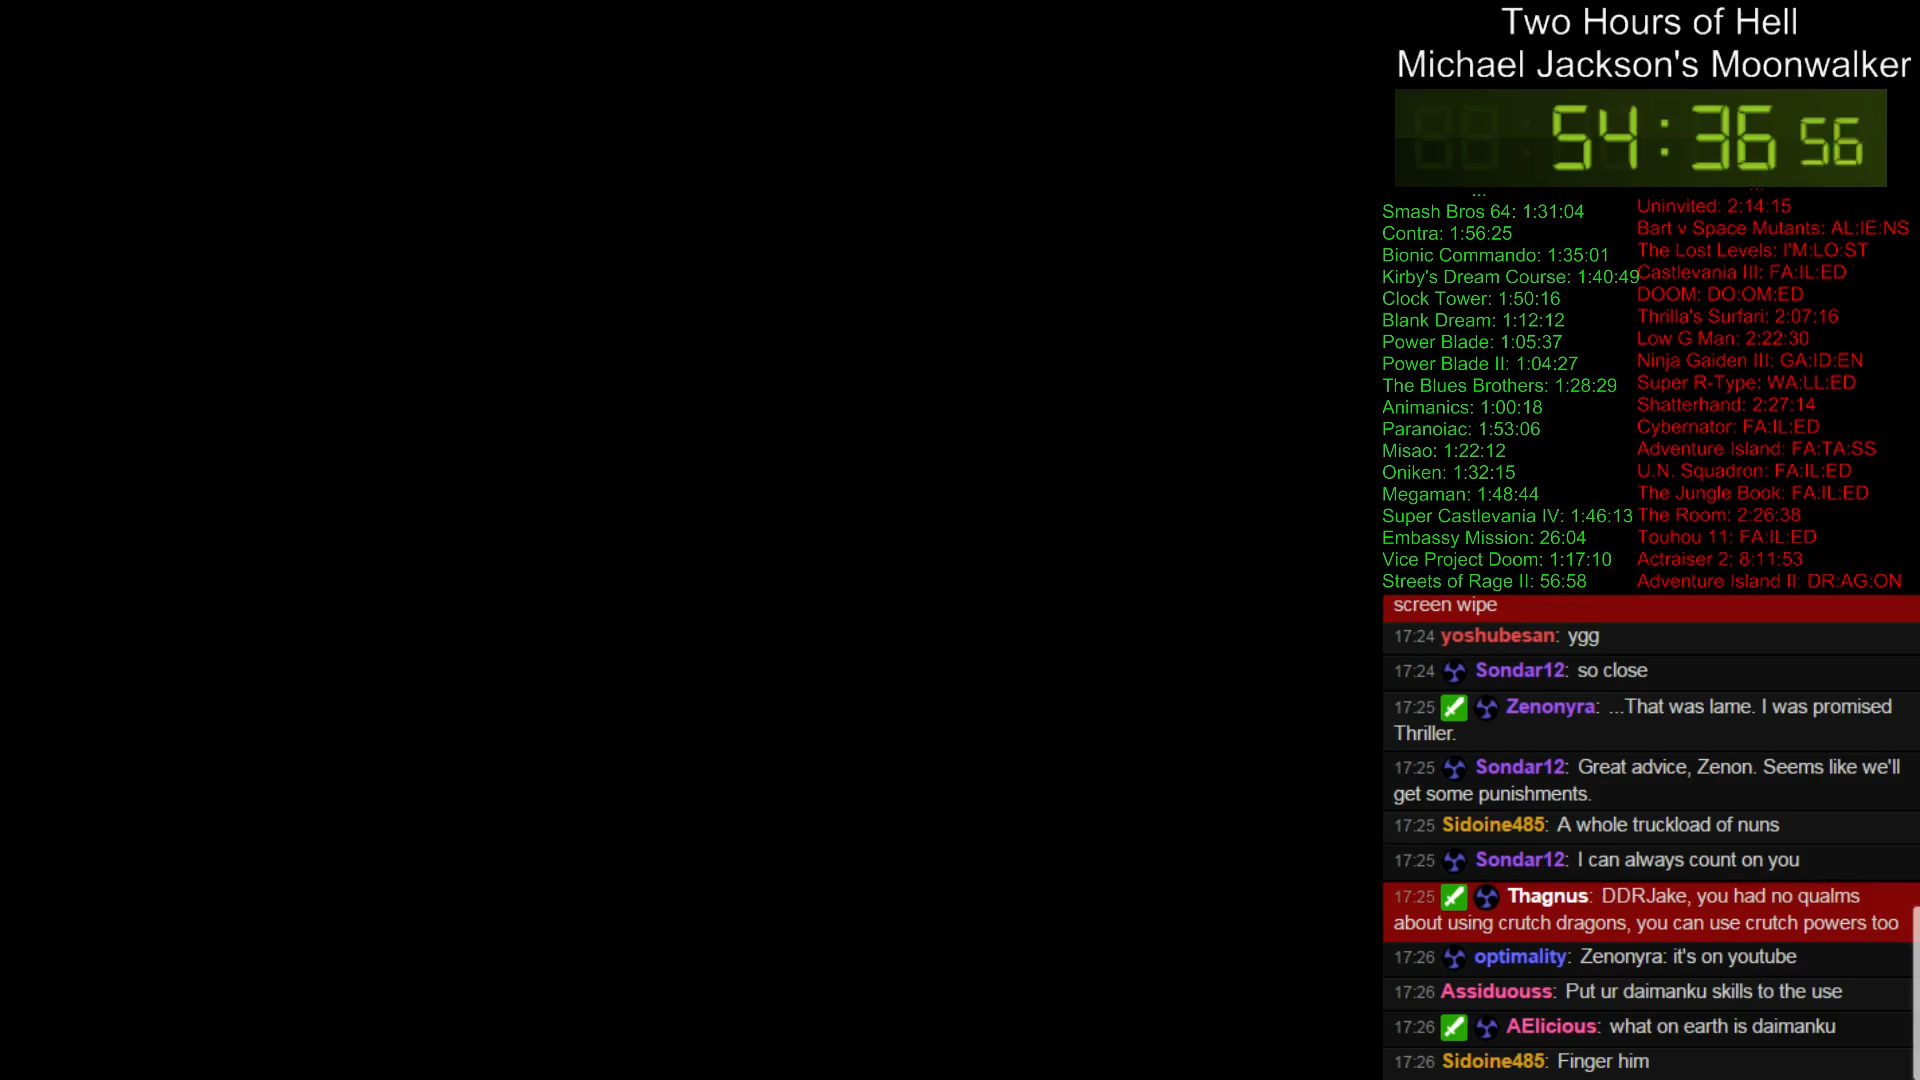 Two Hours of Hell
Michael Jackson's Moonwalker
54:36 56
...
Smash Bros 64: 1:31:04
Contra: 1:56:25
Bionic Commando: 1:35:01
Kirby's Dream Course: 1:40:49
Clock Tower: 1:50:16
Blank Dream: 1:12:12
Power Blade: 1:05:37
Power Blade II: 1:04:27
The Blues Brothers: 1:28:29
Animanics: 1:00:18
Paranoiac: 1:53:06
Misao: 1:22:12
Oniken: 1:32:15
Megaman: 1:48:44
Super Castlevania IV: 1:46:13
Embassy Mission: 26:04
Vice Project Doom: 1:17:10
Streets of Rage II: 56:58
...
Uninvited: 2:14:15
Bart v Space Mutants: AL:IE:NS
The Lost Levels: I'M:LO:ST
Castlevania III: FA:IL:ED
DOOM: DO:OM:ED
Thrilla's Surfari: 2:07:16
Low G Man: 2:22:30
Ninja Gaiden III: GA:ID:EN
Super R-Type: WA:LL:ED
Shatterhand: 2:27:14
Cybernator: FA:IL:ED
Adventure Island: FA:TA:SS
U.N. Squadron: FA:IL:ED
The Jungle Book: FA:IL:ED
The Room: 2:26:38
Touhou 11: FA:IL:ED
Actraiser 2: 8:11:53
Adventure Island II: DR:AG:ON
screen wipe
17:24 yoshubesan: ygg
17:24 Sondar12: so close
17:25 Zenonyra: ...That was lame. I was promised
Thriller.
17:25 Sondar12: Great advice, Zenon. Seems like we'll
get some punishments.
17:25 Sidoine485: A whole truckload of nuns
17:25 Sondar12: I can always count on you
17:25 Thagnus: DDRJake, you had no qualms
about using crutch dragons, you can use crutch powers too
17:26 optimality: Zenonyra: it's on youtube
17:26 Assiduouss: Put ur daimanku skills to the use
17:26 AElicious: what on earth is daimanku
17:26 Sidoine485: Finger him